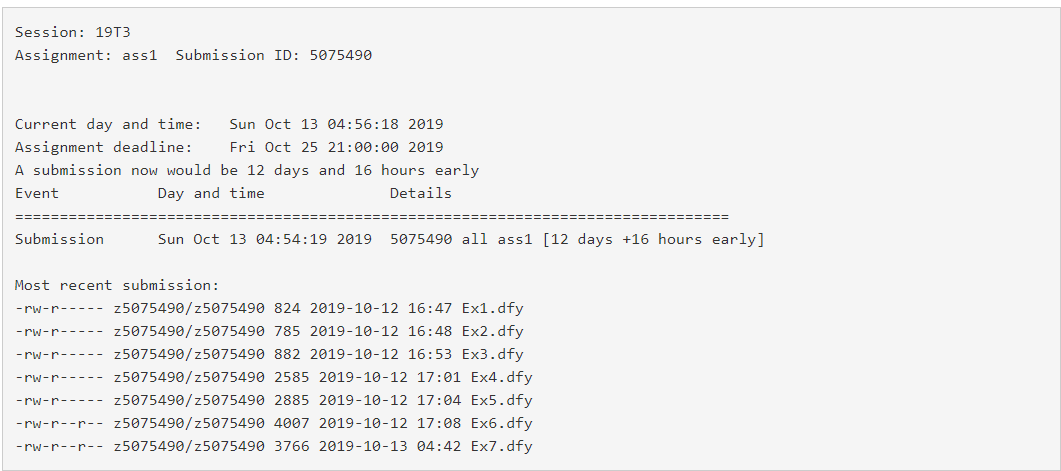 Session: 19T3
Assignment: ass1  Submission ID: 5075490
Current day and time:   Sun Oct 13 04:56:18 2019
Assignment deadline:    Fri Oct 25 21:00:00 2019
A submission now would be 12 days and 16 hours early
Event           Day and time              Details
================================================================================
Submission      Sun Oct 13 04:54:19 2019  5075490 all ass1 [12 days +16 hours early]
Most recent submission:
-rw-r----- z5075490/z5075490 824 2019-10-12 16:47 Ex1.dfy
-rw-r----- z5075490/z5075490 785 2019-10-12 16:48 Ex2.dfy
-rw-r----- z5075490/z5075490 882 2019-10-12 16:53 Ex3.dfy
-rw-r----- z5075490/z5075490 2585 2019-10-12 17:01 Ex4.dfy
-rw-r----- z5075490/z5075490 2885 2019-10-12 17:04 Ex5.dfy
-rw-r--r-- z5075490/z5075490 4007 2019-10-12 17:08 Ex6.dfy
-rw-r--r-- z5075490/z5075490 3766 2019-10-13 04:42 Ex7.dfy